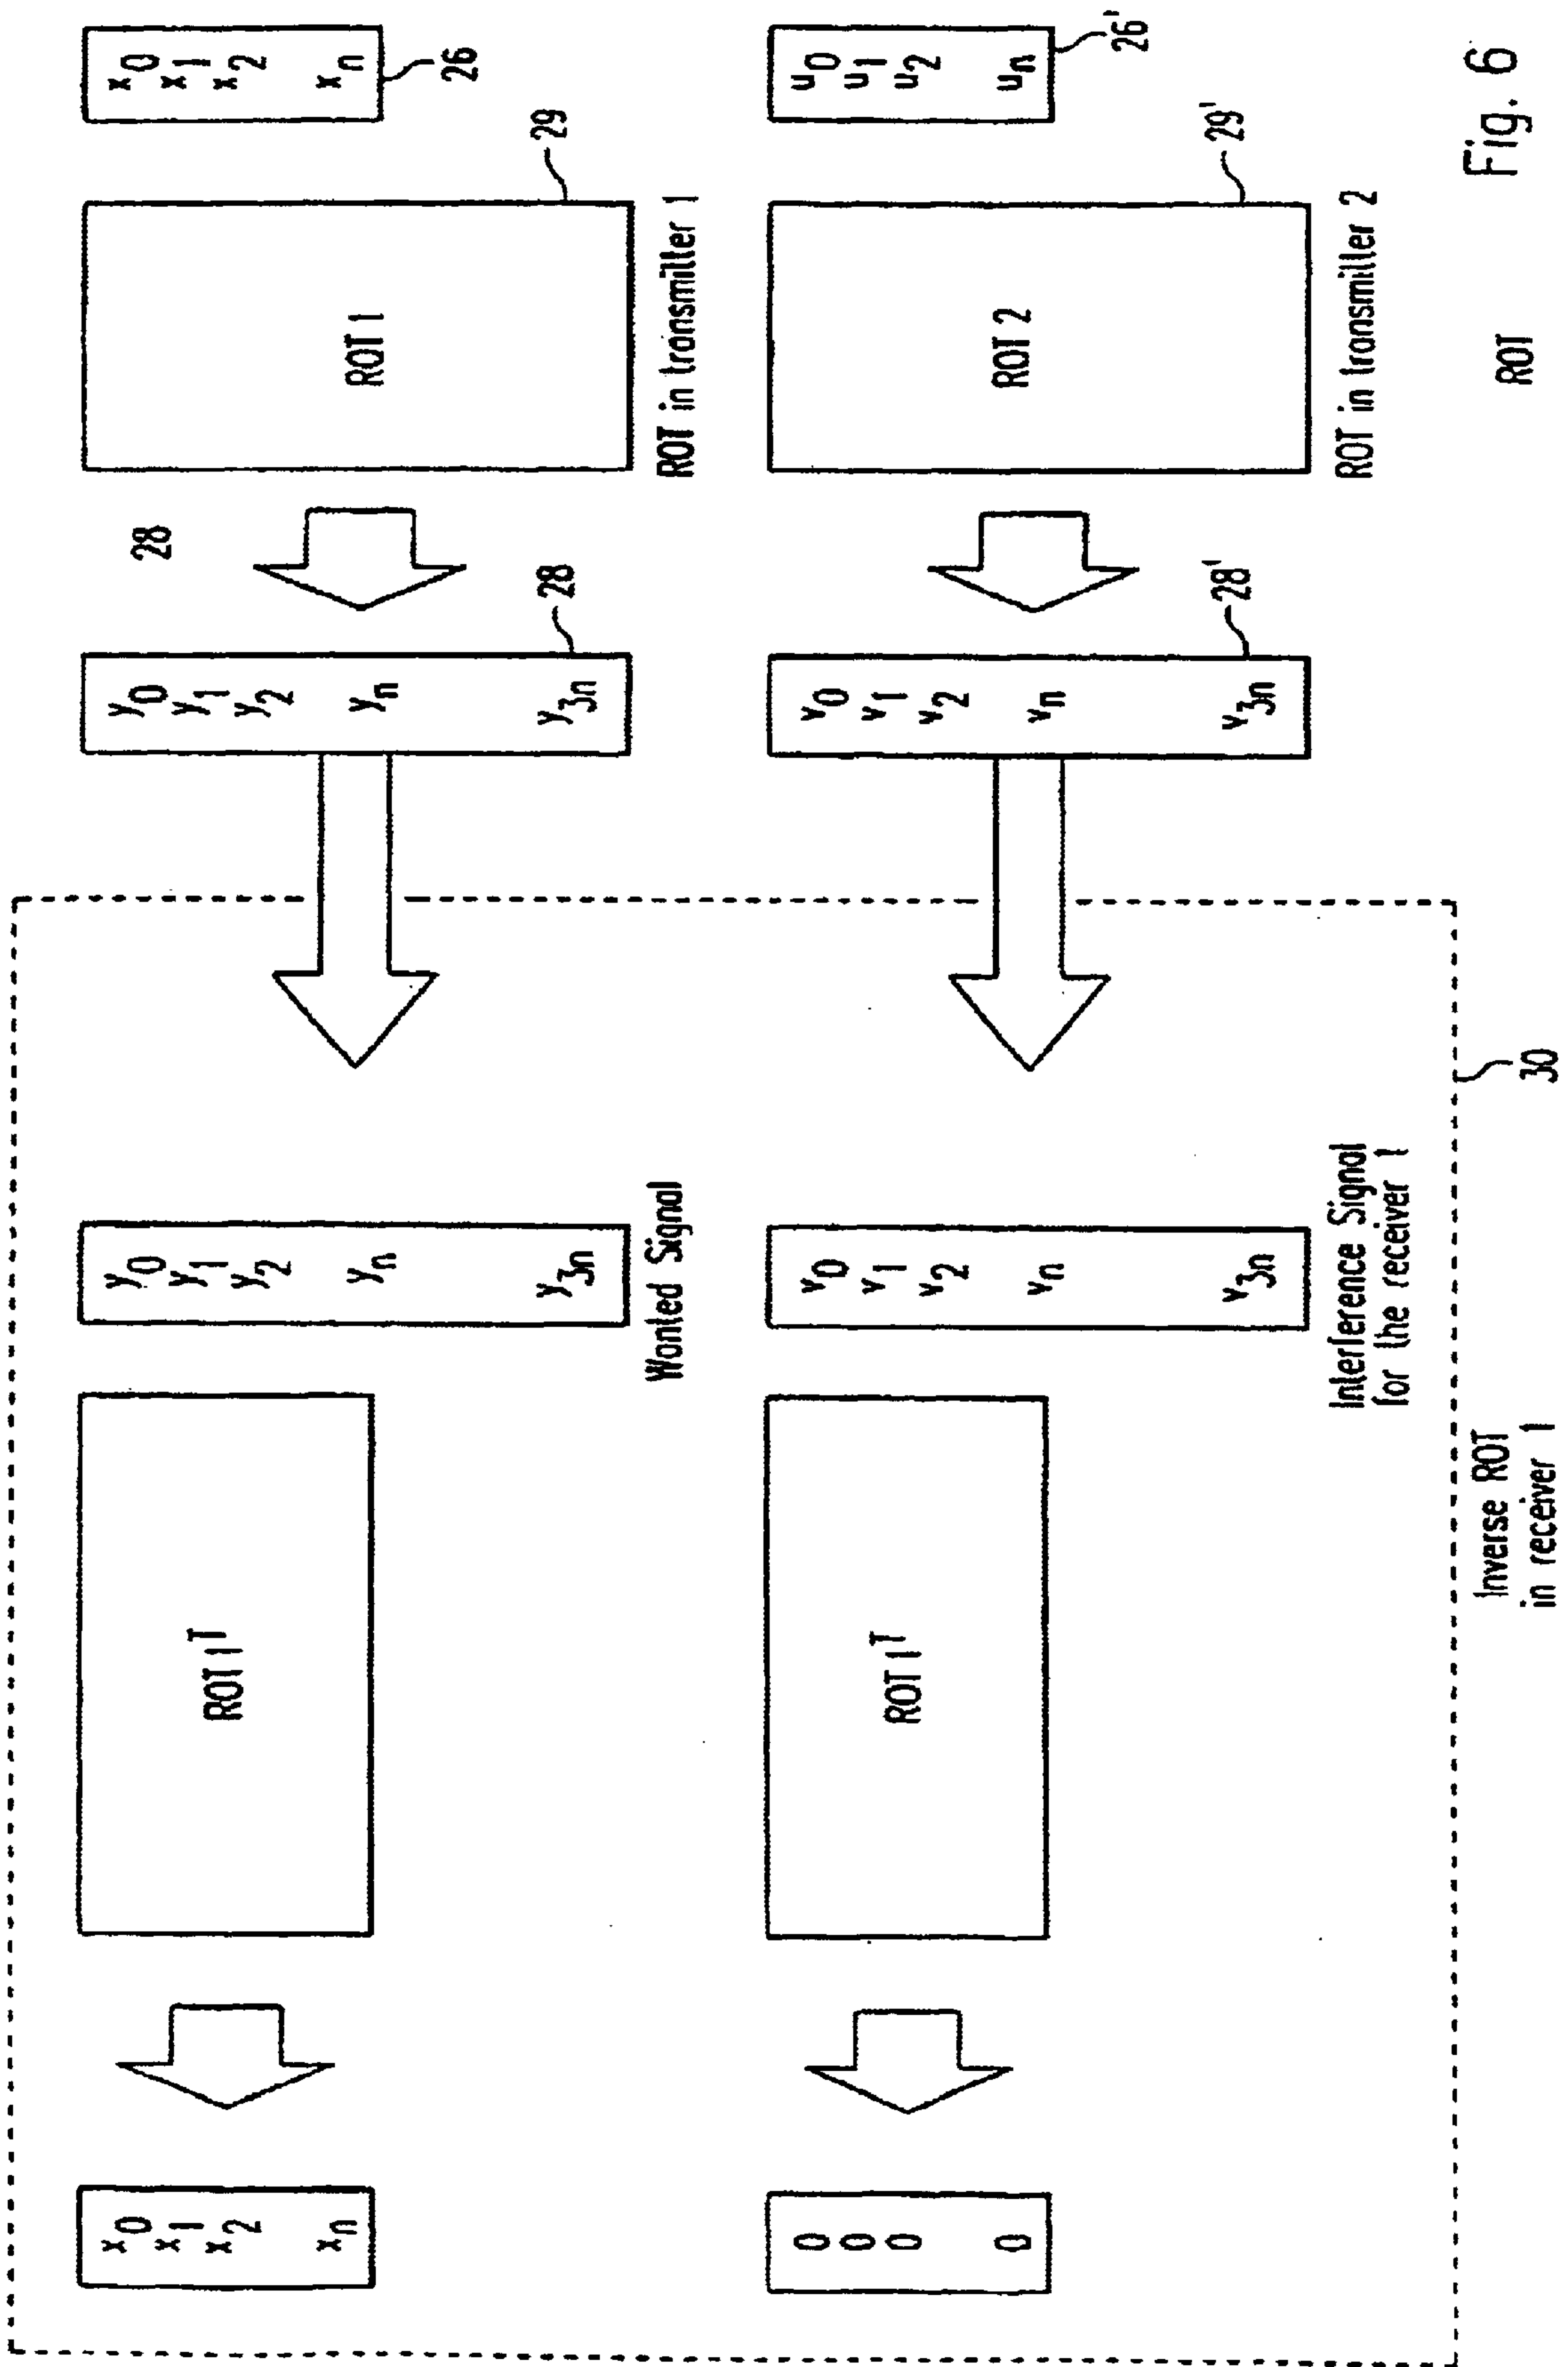 x0
x1
x2
xn
ROT 1T
y0
y1
y2
yn
y3n
Wanted Signal
28
y0
y1
y2
yn
y3n
28
ROT 1
29
ROT in transmitter 1
x0
x1
x2
xn
26
0
0
0
0
ROT 1T
v0
v1
v2
vn
v3n
Interference Signal
for the receiver 1
v0
v1
v2
vn
v3n
28'
ROT 2
29'
ROT in transmitter 2
u0
u1
u2
un
26'
Inverse ROT
in receiver 1
30
ROT
Fig. 6